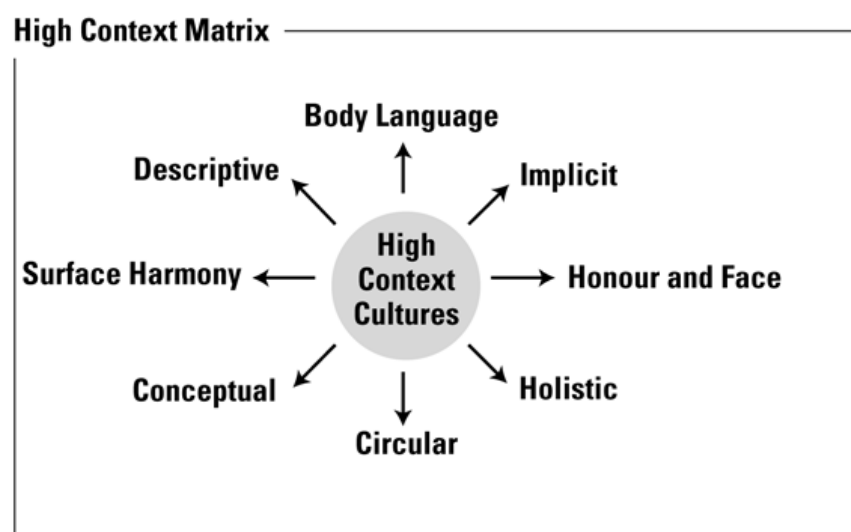 High Context Matrix
Body Language
Descriptive
Implicit
High
Context
Cultures
Surface Harmony
Honour and Face
Conceptual
Holistic
Circular